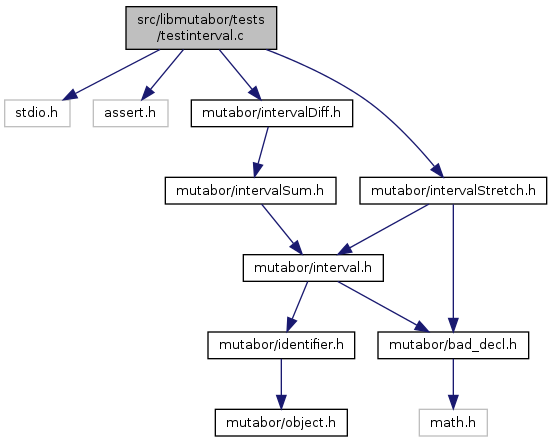 src/libmutabor/tests
/testinterval.c
stdio.h
assert.h
mutabor/intervalDiff.h
mutabor/intervalSum.h
mutabor/intervalStretch.h
mutabor/interval.h
mutabor/identifier.h
mutabor/bad_decl.h
mutabor/object.h
math.h